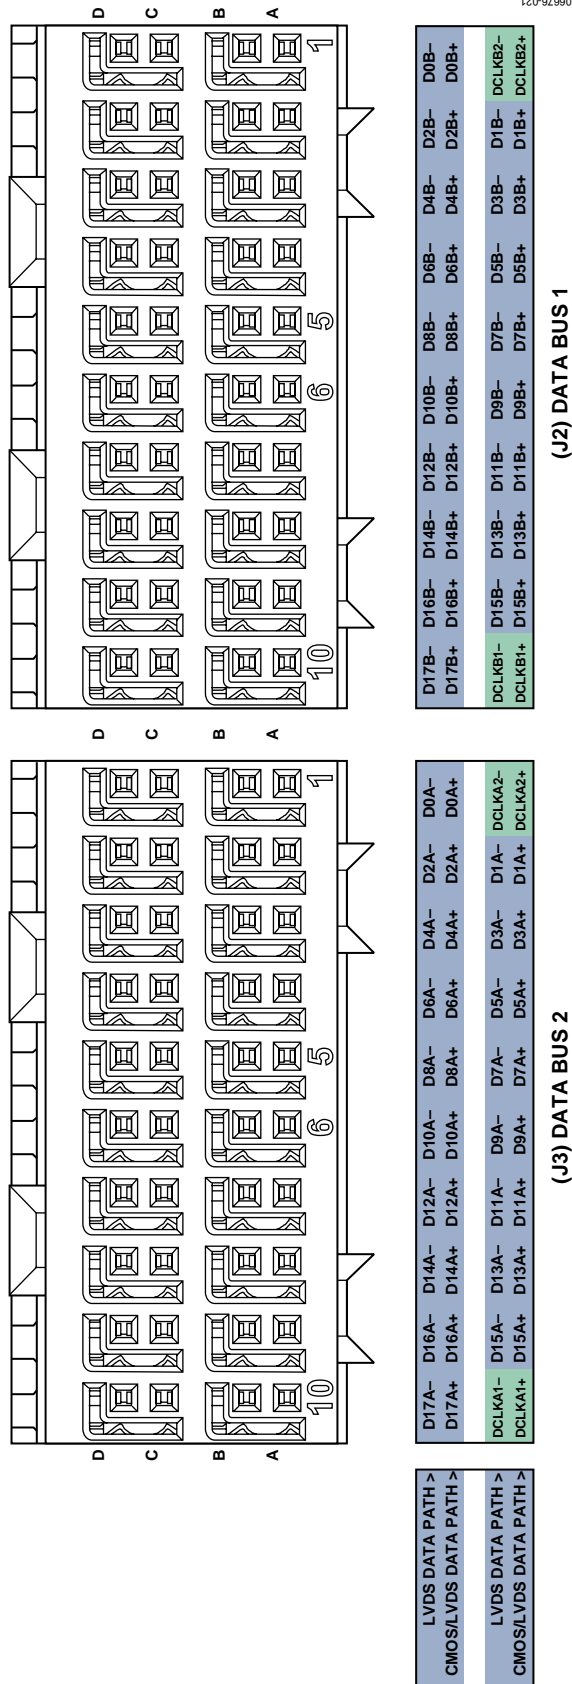 D D D
C C C
B B B
A A A
10 6 5 1 10 6 5 1
LVDS DATA PATH > D17A– D16A– D14A– D12A– D10A– D8A– D6A– D4A– D2A– D0A– D17B– D16B– D14B– D12B– D10B– D8B– D6B– D4B– D2B– D0B–
CMOS/LVDS DATA PATH > D17A+ D16A+ D14A+ D12A+ D10A+ D8A+ D6A+ D4A+ D2A+ D0A+ D17B+ D16B+ D14B+ D12B+ D10B+ D8B+ D6B+ D4B+ D2B+ D0B+
LVDS DATA PATH > DCLKA1– D15A– D13A– D11A– D9A– D7A– D5A– D3A– D1A– DCLKA2– DCLKB1– D15B– D13B– D11B– D9B– D7B– D5B– D3B– D1B– DCLKB2–
CMOS/LVDS DATA PATH > DCLKA1+ D15A+ D13A+ D11A+ D9A+ D7A+ D5A+ D3A+ D1A+ DCLKA2+ DCLKB1+ D15B+ D13B+ D11B+ D9B+ D7B+ D5B+ D3B+ D1B+ DCLKB2+
(J3) DATA BUS 2 (J2) DATA BUS 1
06676-021